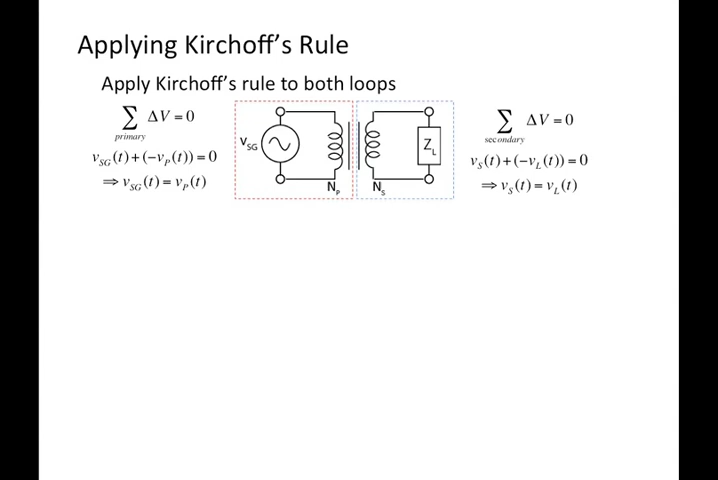 Applying Kirchoff's Rule
Apply Kirchoff's rule to both loops
∑ ΔV = 0
primary
v_SG(t)+(−v_P(t)) = 0
⇒ v_SG(t) = v_P(t)
V_SG
N_P
N_S
Z_L
∑ ΔV = 0
secondary
v_S(t)+(−v_L(t)) = 0
⇒ v_S(t) = v_L(t)